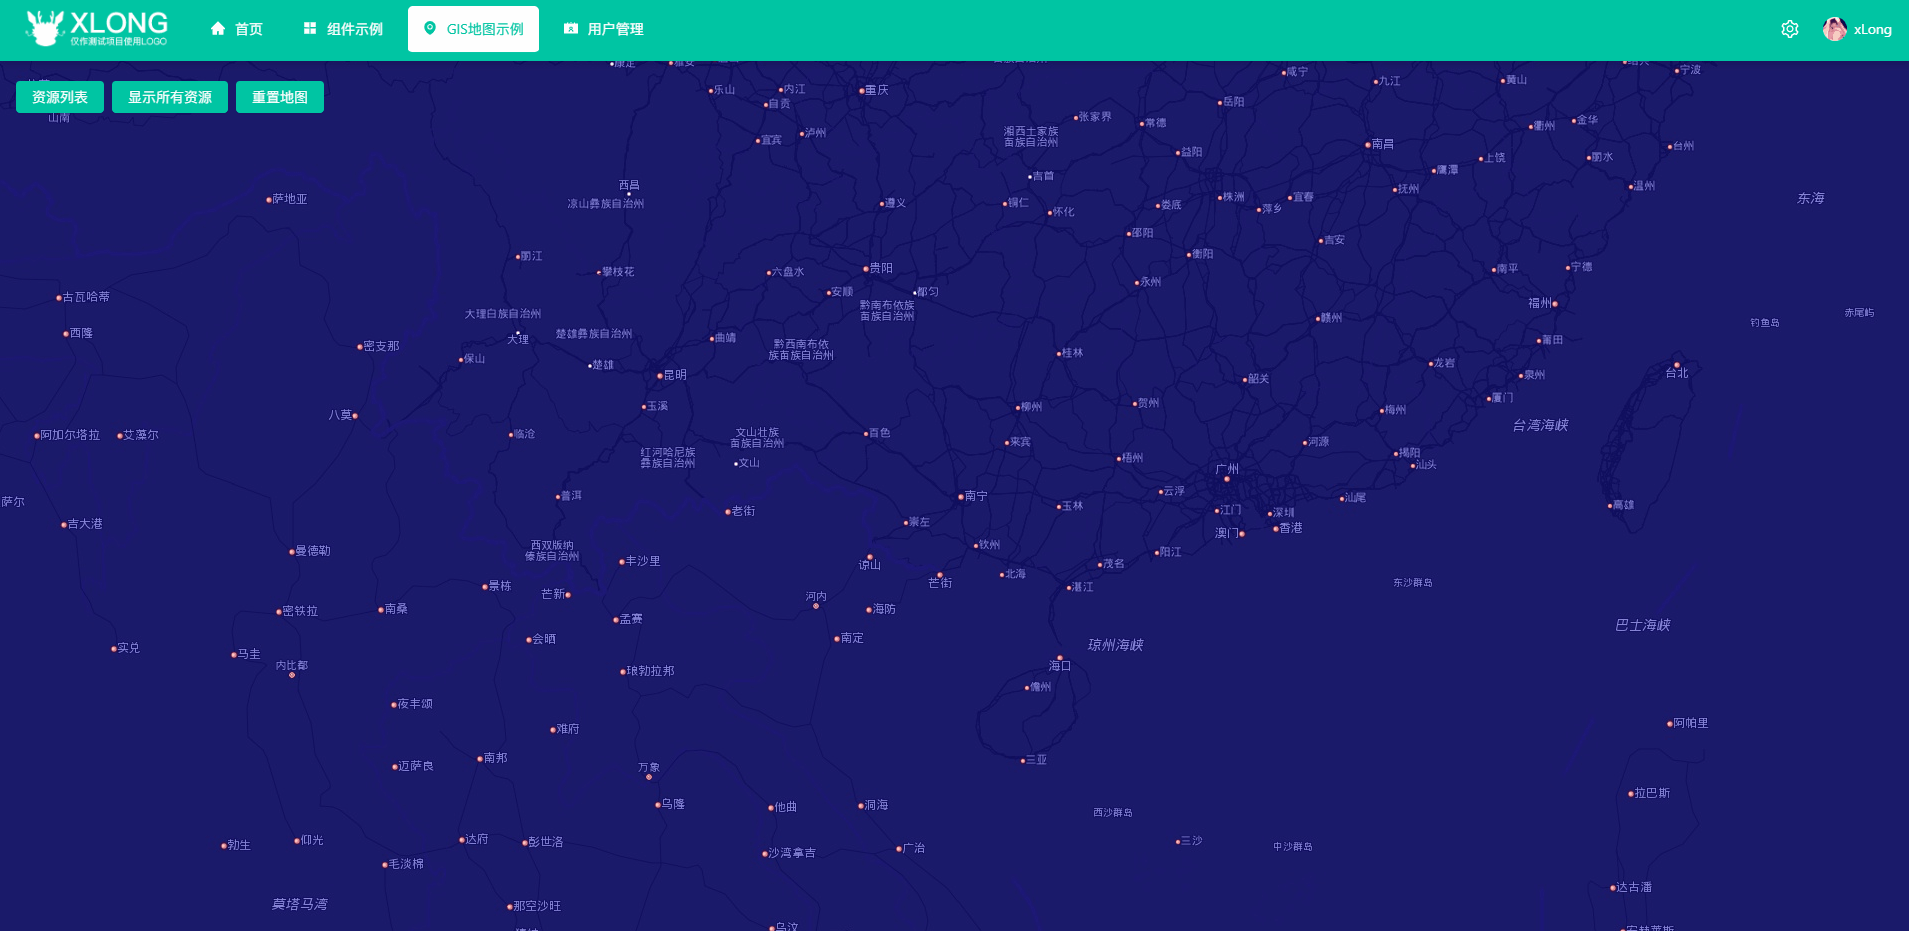 XLONG
仅作测试项目使用LOGO
首页
组件示例
GIS地图示例
用户管理
xLong
资源列表
显示所有资源
重置地图
山南
康定
雅安
乐山
内江
自贡
重庆
宜宾
泸州
咸宁
九江
黄山
宁波
岳阳
张家界
常德
湘西土家族
苗族自治州
衢州
金华
南昌
益阳
台州
上饶
丽水
鹰潭
吉首
西昌
温州
抚州
萨地亚
凉山彝族自治州
遵义
铜仁
怀化
娄底
株洲
萍乡
宜春
东海
邵阳
吉安
丽江
衡阳
攀枝花
六盘水
贵阳
南平
宁德
永州
安顺
都匀
古瓦哈蒂
黔南布依族
苗族自治州
福州
大理白族自治州
赤尾屿
赣州
钓鱼岛
西隆
楚雄彝族自治州
大理
曲靖
莆田
密支那
黔西南布依
族苗族自治州
桂林
保山
楚雄
龙岩
昆明
韶关
泉州
台北
玉溪
柳州
贺州
厦门
梅州
八莫
台湾海峡
阿加尔塔拉
艾藻尔
临沧
文山壮族
苗族自治州
百色
来宾
河源
红河哈尼族
彝族自治州
文山
梧州
揭阳
汕头
广州
普洱
南宁
云浮
汕尾
萨尔
玉林
高雄
老街
江门
深圳
吉大港
崇左
澳门
香港
曼德勒
西双版纳
傣族自治州
钦州
阳江
丰沙里
谅山
茂名
北海
芒街
东沙群岛
景栋
湛江
芒新
河内
密铁拉
南桑
海防
孟赛
巴士海峡
会晒
南定
琼州海峡
实兑
马圭
内比都
琅勃拉邦
海口
儋州
夜丰颂
阿帕里
难府
南邦
三亚
迈萨良
万象
拉巴斯
乌隆
他曲
洞海
西沙群岛
勃生
仰光
达府
彭世洛
三沙
广治
中沙群岛
沙湾拿吉
毛淡棉
达古潘
莫塔马湾
那空沙旺
乌汶